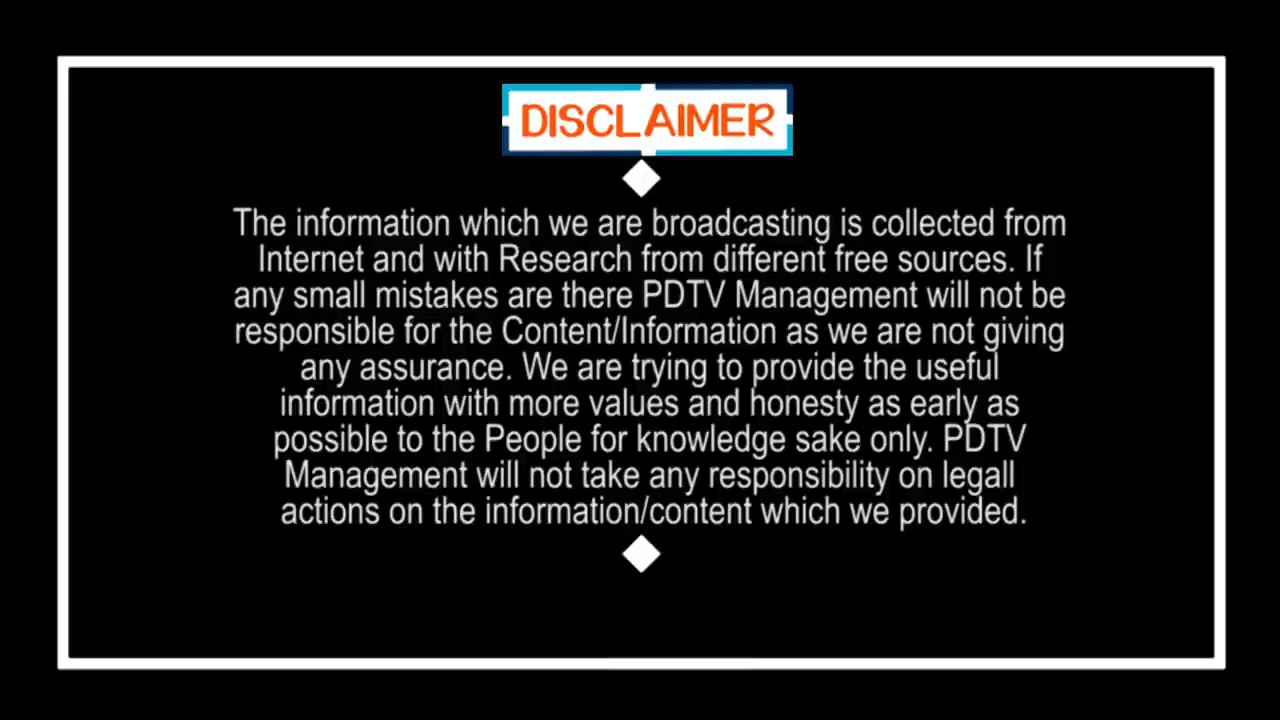 DISCLAIMER
The information which we are broadcasting is collected from
Internet and with Research from different free sources. If
any small mistakes are there PDTV Management will not be
responsible for the Content/Information as we are not giving
any assurance. We are trying to provide the useful
information with more values and honesty as early as
possible to the People for knowledge sake only. PDTV
Management will not take any responsibility on legall
actions on the information/content which we provided.